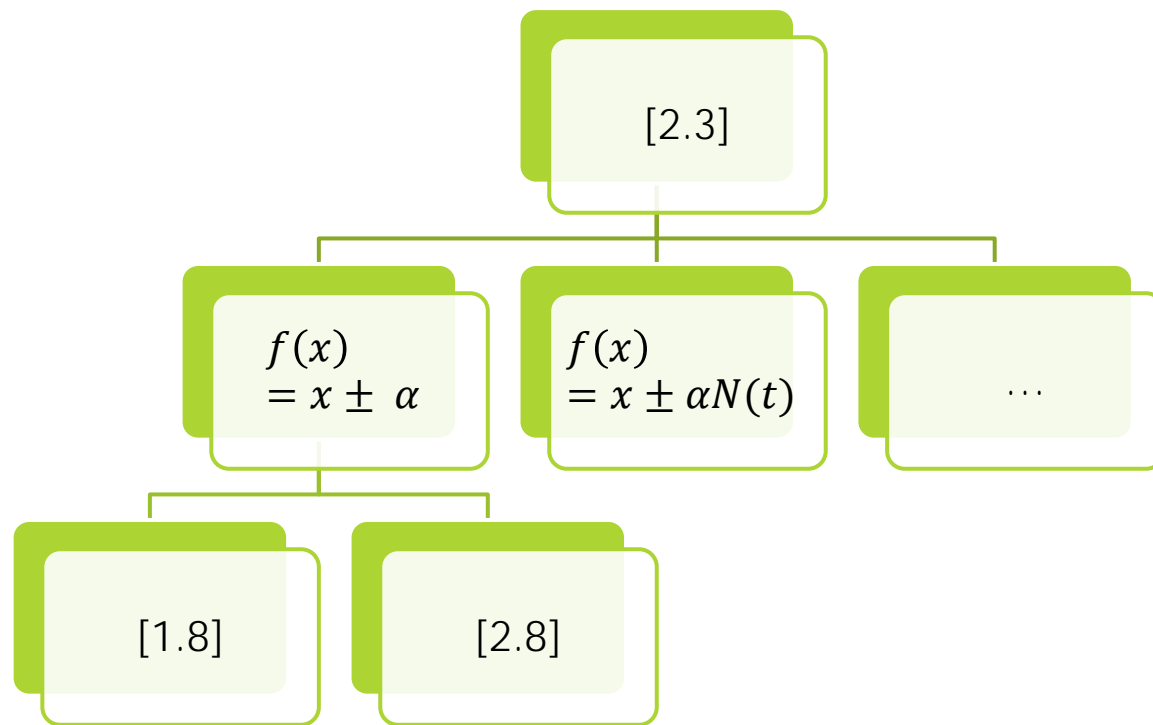 [2.3]
𝑓(𝑥)
= 𝑥 ± 𝛼
𝑓(𝑥)
= 𝑥 ± 𝛼𝑁(𝑡)
...
[1.8]
[2.8]